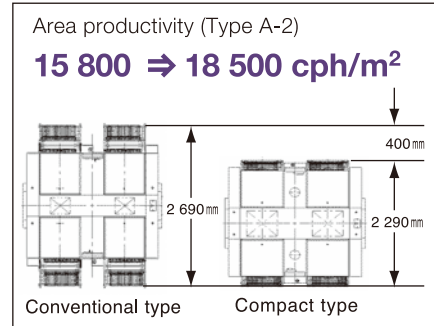 Area productivity (Type A-2)
15 800 ⇒ 18 500 cph/m²
400㎜
2 690㎜
2 290㎜
Conventional type
Compact type